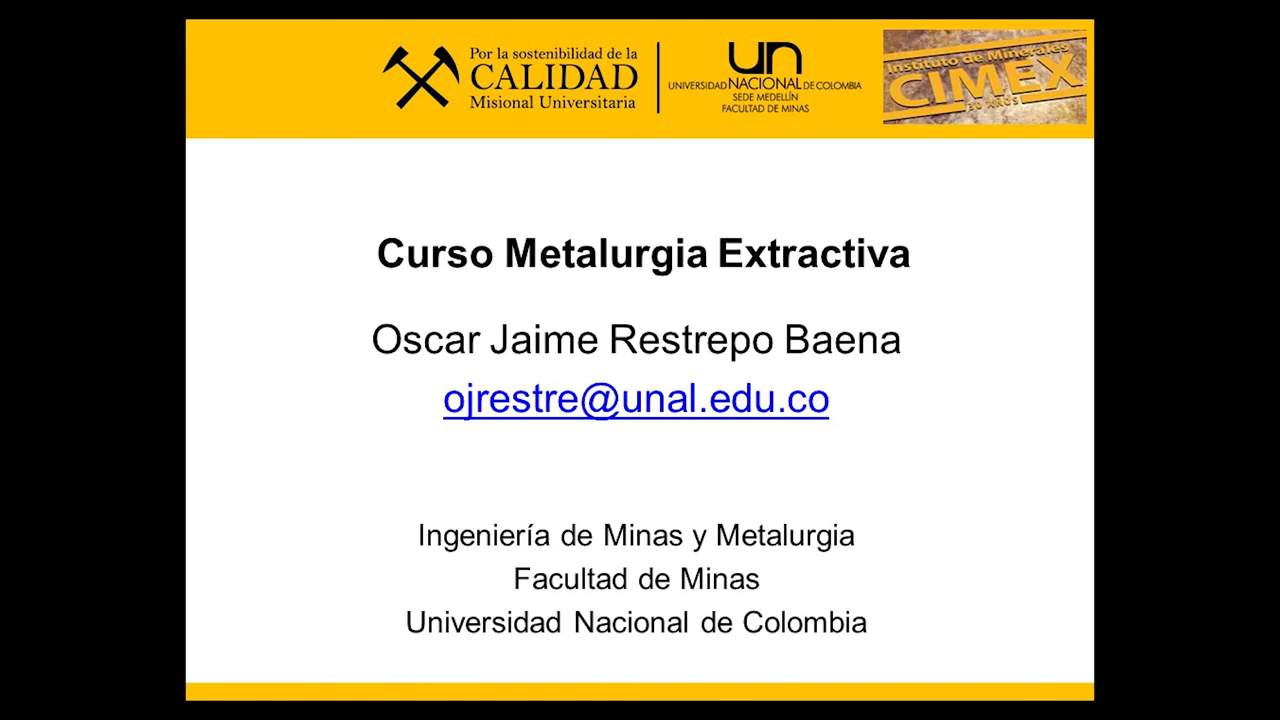 Por la sostenibilidad de la
CALIDAD
Misional Universitaria
un
UNIVERSIDAD NACIONAL DE COLOMBIA
SEDE MEDELLÍN
FACULTAD DE MINAS
Instituto de Minerales
CIMEX
30 AÑOS
Curso Metalurgia Extractiva
Oscar Jaime Restrepo Baena
ojrestre@unal.edu.co
Ingeniería de Minas y Metalurgia
Facultad de Minas
Universidad Nacional de Colombia